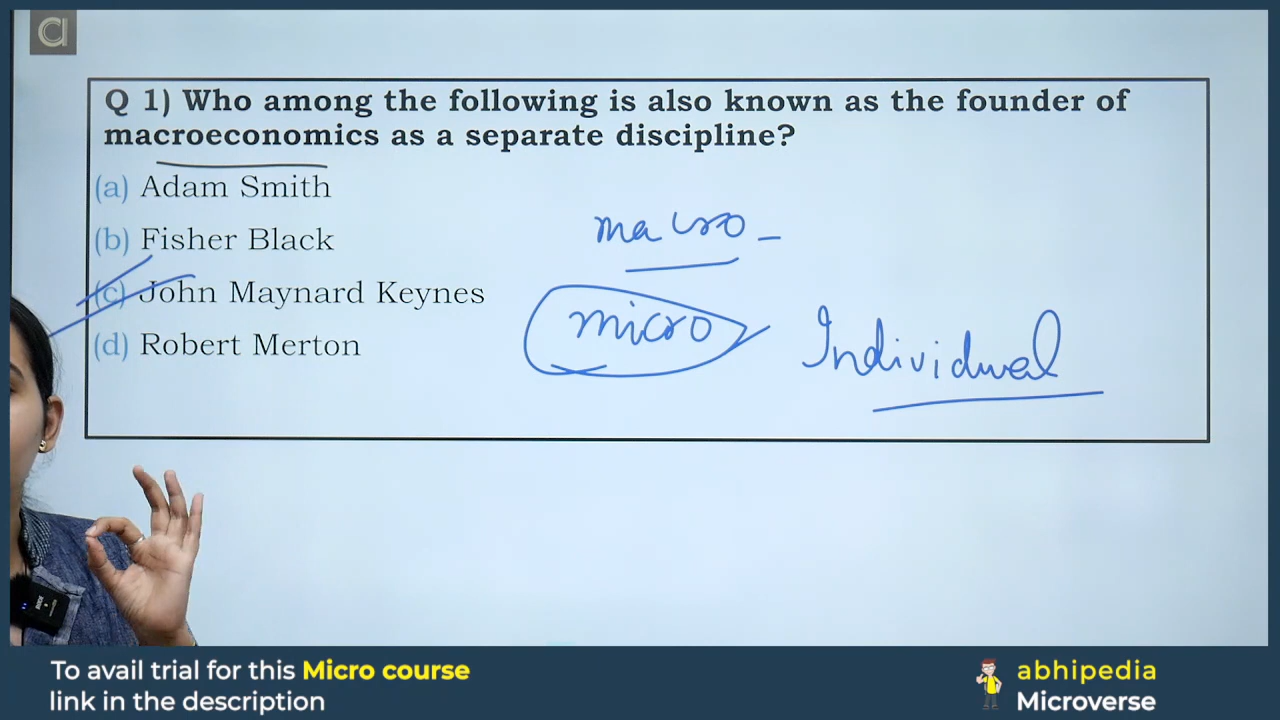 Q 1) Who among the following is also known as the founder of
macroeconomics as a separate discipline?
(a) Adam Smith
(b) Fisher Black
(c) John Maynard Keynes
(d) Robert Merton
macro –
micro
Individual
To avail trial for this Micro course
link in the description
abhipedia
Microverse